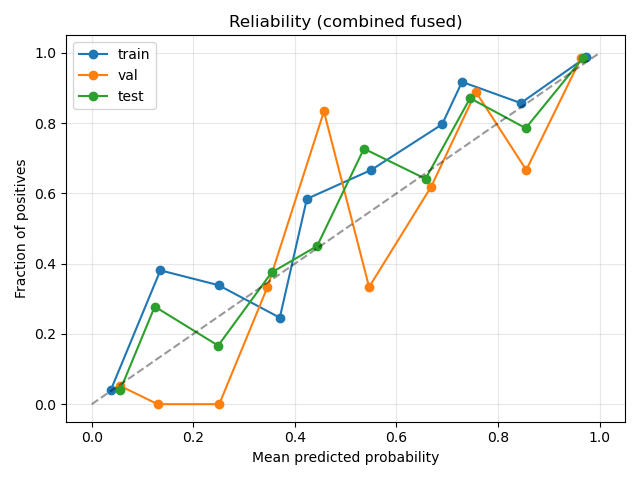 Reliability (combined fused)
train
val
test
Fraction of positives
1.0
0.8
0.6
0.4
0.2
0.0
0.0 0.2 0.4 0.6 0.8 1.0
Mean predicted probability